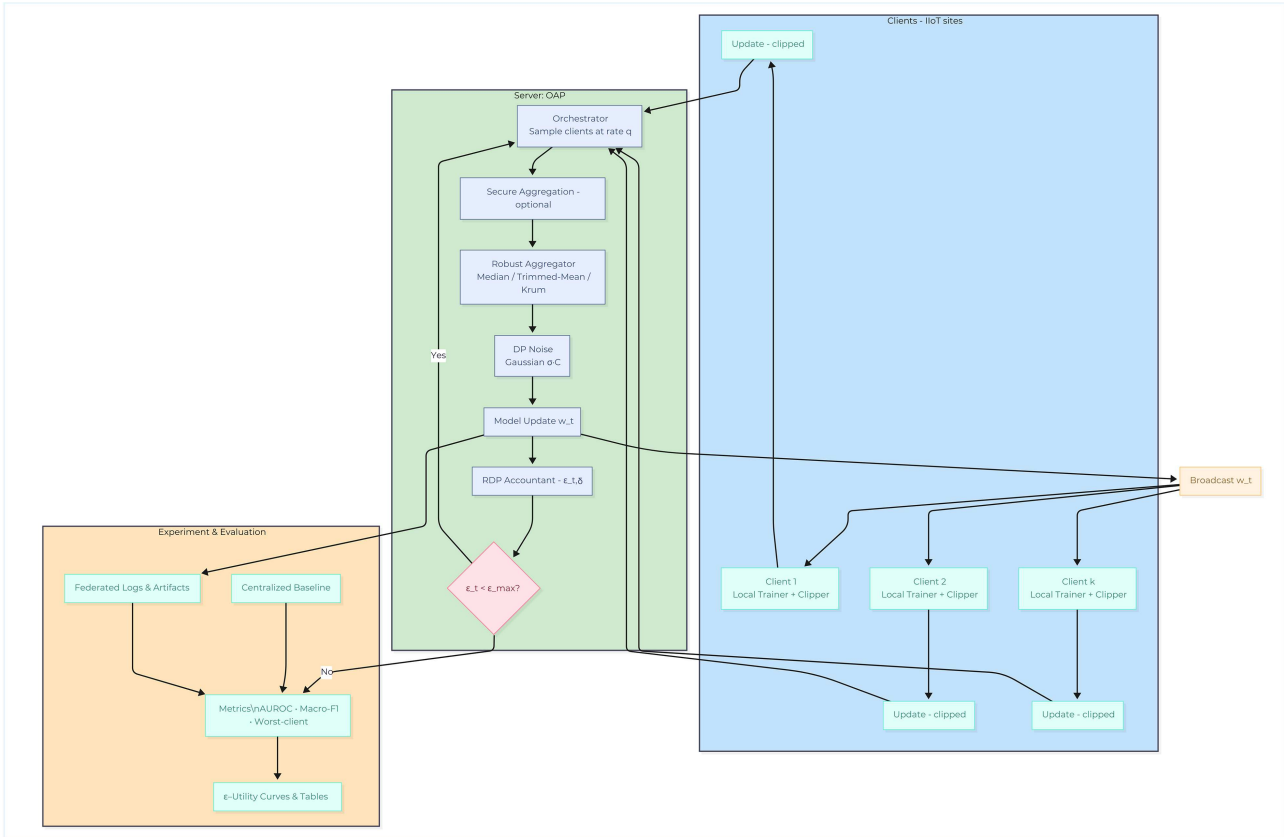 Clients - IIoT sites
Update - clipped
Server: OAP
Orchestrator
Sample clients at rate q
Secure Aggregation -
optional
Robust Aggregator
Median / Trimmed-Mean /
Krum
Yes
DP Noise
Gaussian σ·C
Model Update w_t
RDP Accountant - ε_t,δ
Broadcast w_t
Experiment & Evaluation
Federated Logs & Artifacts
Centralized Baseline
ε_t < ε_max?
Client 1
Local Trainer + Clipper
Client 2
Local Trainer + Clipper
Client k
Local Trainer + Clipper
No
Metrics\nAUROC • Macro-F1
• Worst-client
Update - clipped
Update - clipped
ε–Utility Curves & Tables